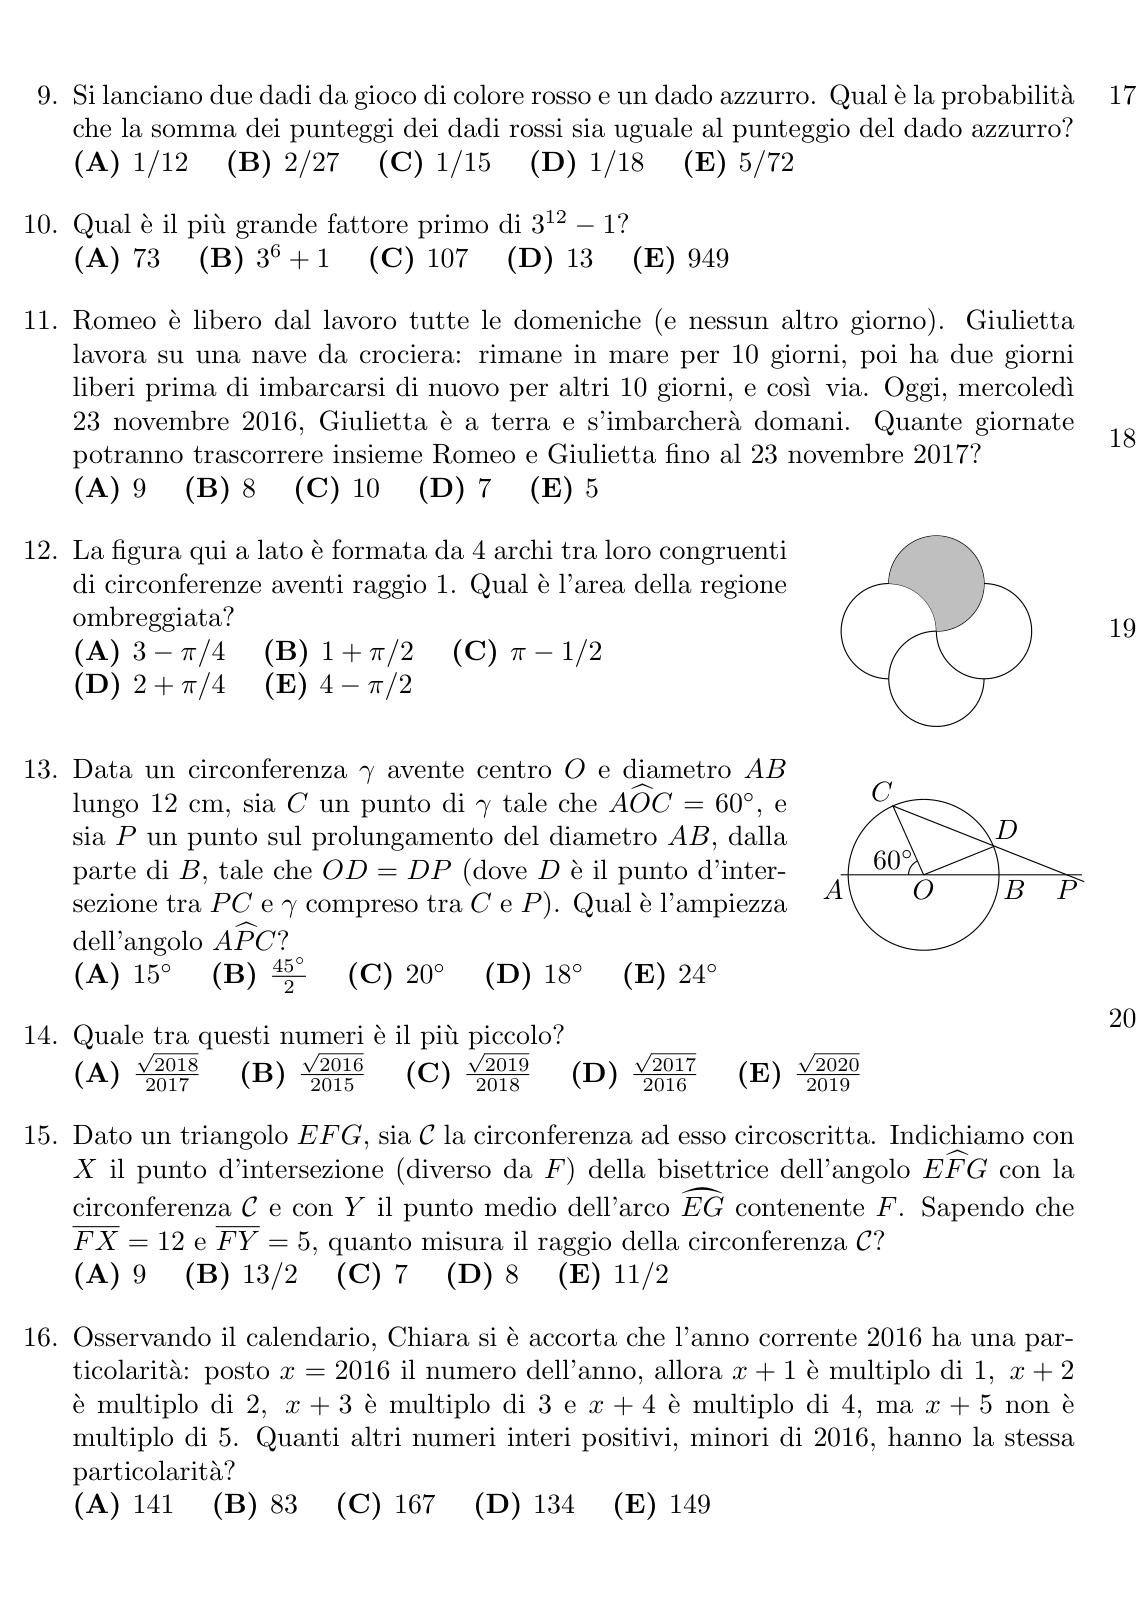 9. Si lanciano due dadi da gioco di colore rosso e un dado azzurro. Qual è la probabilità
che la somma dei punteggi dei dadi rossi sia uguale al punteggio del dado azzurro?
(A) 1/12 (B) 2/27 (C) 1/15 (D) 1/18 (E) 5/72
10. Qual è il più grande fattore primo di 3^{12} − 1?
(A) 73 (B) 3^6 + 1 (C) 107 (D) 13 (E) 949
11. Romeo è libero dal lavoro tutte le domeniche (e nessun altro giorno). Giulietta
lavora su una nave da crociera: rimane in mare per 10 giorni, poi ha due giorni
liberi prima di imbarcarsi di nuovo per altri 10 giorni, e così via. Oggi, mercoledì
23 novembre 2016, Giulietta è a terra e s'imbarcherà domani. Quante giornate
potranno trascorrere insieme Romeo e Giulietta fino al 23 novembre 2017?
(A) 9 (B) 8 (C) 10 (D) 7 (E) 5
12. La figura qui a lato è formata da 4 archi tra loro congruenti
di circonferenze aventi raggio 1. Qual è l'area della regione
ombreggiata?
(A) 3 − π/4 (B) 1 + π/2 (C) π − 1/2
(D) 2 + π/4 (E) 4 − π/2
13. Data un circonferenza γ avente centro O e diametro AB
lungo 12 cm, sia C un punto di γ tale che AÔC = 60°, e
sia P un punto sul prolungamento del diametro AB, dalla
parte di B, tale che OD = DP (dove D è il punto d'inter-
sezione tra PC e γ compreso tra C e P). Qual è l'ampiezza
dell'angolo AP̂C?
(A) 15° (B) 45°/2 (C) 20° (D) 18° (E) 24°
C
D
60°
A
O
B
P
14. Quale tra questi numeri è il più piccolo?
(A) √2018/2017 (B) √2016/2015 (C) √2019/2018 (D) √2017/2016 (E) √2020/2019
15. Dato un triangolo EFG, sia 𝒞 la circonferenza ad esso circoscritta. Indichiamo con
X il punto d'intersezione (diverso da F) della bisettrice dell'angolo EF̂G con la
circonferenza 𝒞 e con Y il punto medio dell'arco E͡G contenente F. Sapendo che
F̅X̅ = 12 e F̅Y̅ = 5, quanto misura il raggio della circonferenza 𝒞?
(A) 9 (B) 13/2 (C) 7 (D) 8 (E) 11/2
16. Osservando il calendario, Chiara si è accorta che l'anno corrente 2016 ha una par-
ticolarità: posto x = 2016 il numero dell'anno, allora x + 1 è multiplo di 1, x + 2
è multiplo di 2, x + 3 è multiplo di 3 e x + 4 è multiplo di 4, ma x + 5 non è
multiplo di 5. Quanti altri numeri interi positivi, minori di 2016, hanno la stessa
particolarità?
(A) 141 (B) 83 (C) 167 (D) 134 (E) 149
17
18
19
20